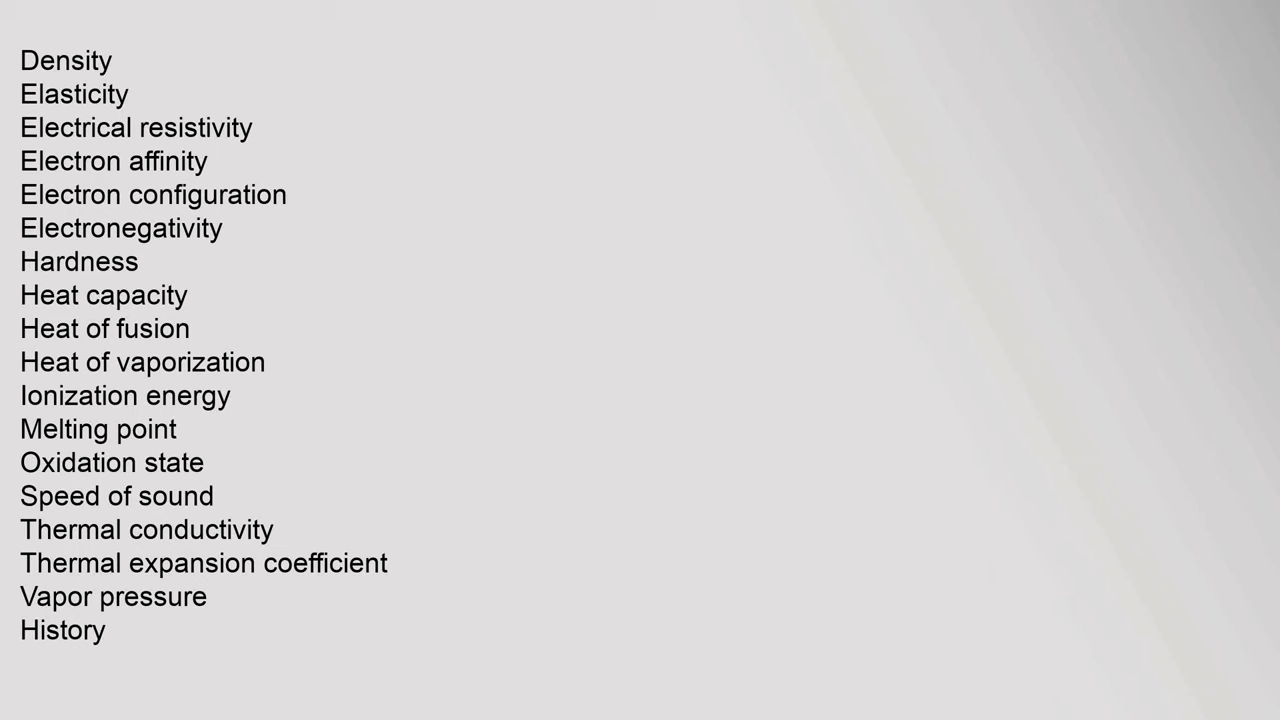 Density
Elasticity
Electrical resistivity
Electron affinity
Electron configuration
Electronegativity
Hardness
Heat capacity
Heat of fusion
Heat of vaporization
Ionization energy
Melting point
Oxidation state
Speed of sound
Thermal conductivity
Thermal expansion coefficient
Vapor pressure
History